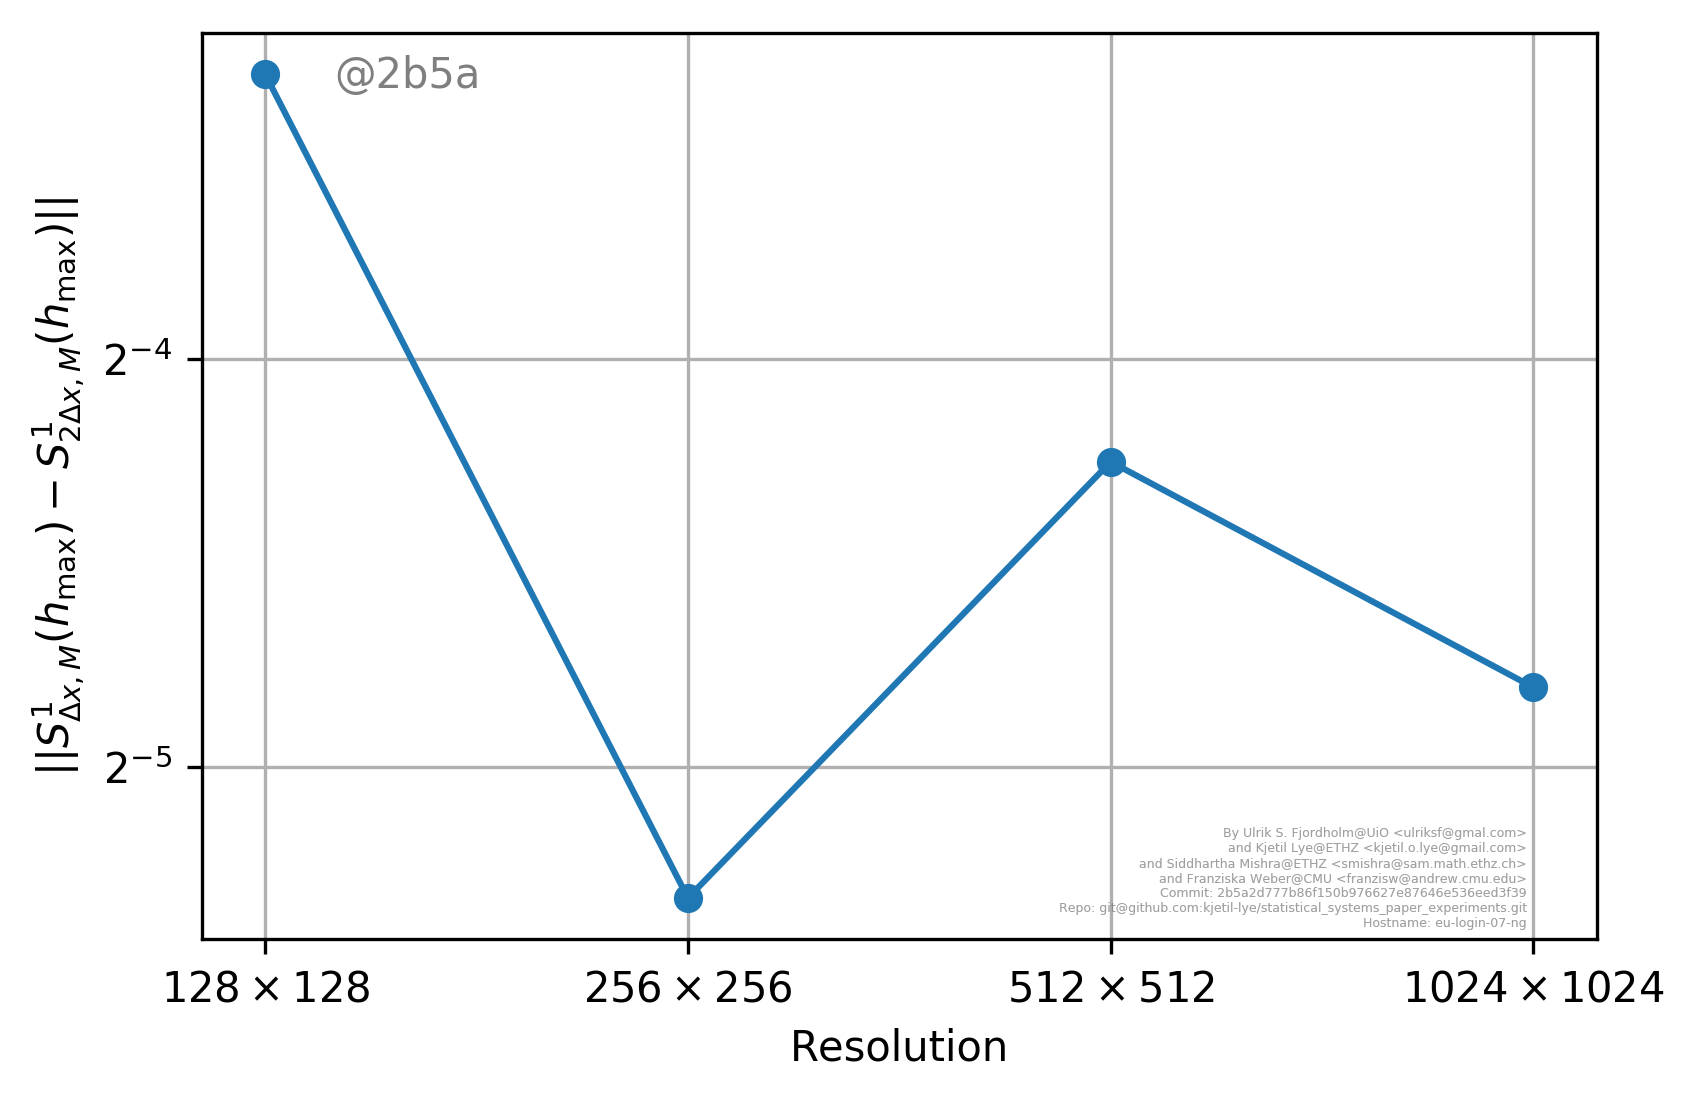 @2b5a
||S^1_{Δx, M}(h_max) − S^1_{2Δx, M}(h_max)||
2^−4
2^−5
By Ulrik S. Fjordholm@UiO <ulriksf@gmal.com>
and Kjetil Lye@ETHZ <kjetil.o.lye@gmail.com>
and Siddhartha Mishra@ETHZ <smishra@sam.math.ethz.ch>
and Franziska Weber@CMU <franzisw@andrew.cmu.edu>
Commit: 2b5a2d777b86f150b976627e87646e536eed3f39
Repo: git@github.com:kjetil-lye/statistical_systems_paper_experiments.git
Hostname: eu-login-07-ng
128 × 128 256 × 256 512 × 512 1024 × 1024
Resolution